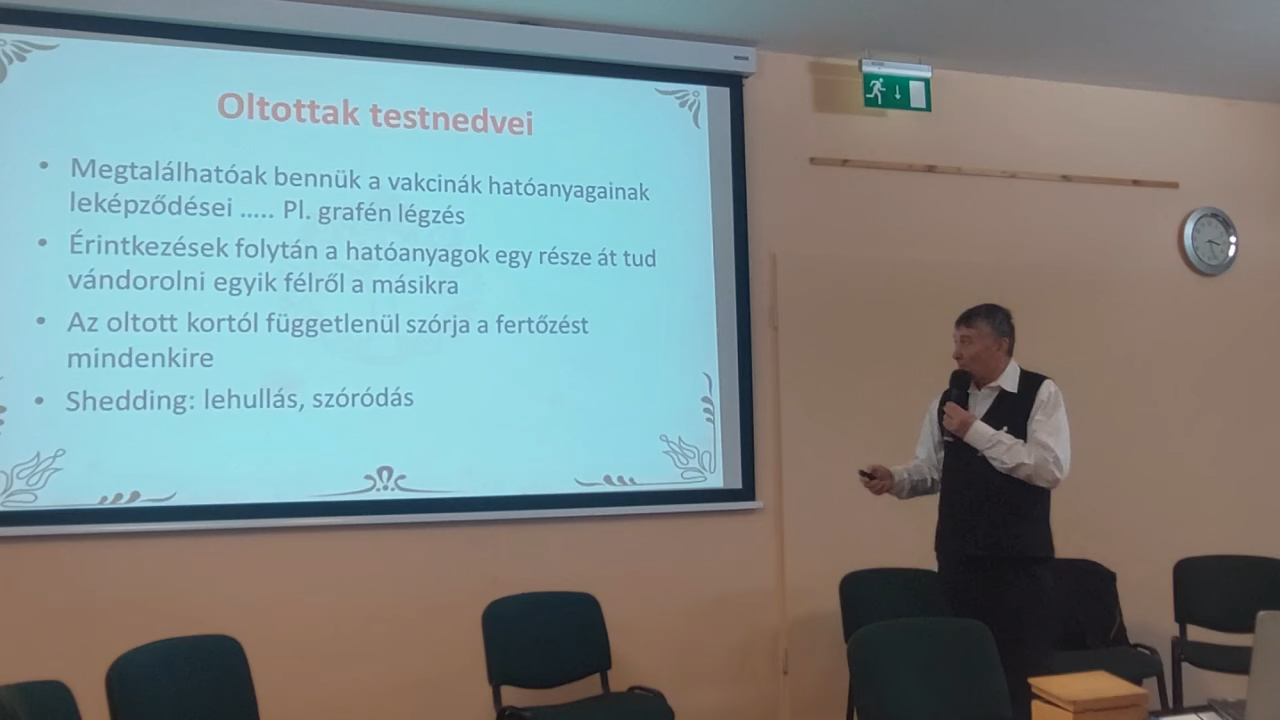 Oltottak testnedvei
• Megtalálhatóak bennük a vakcinák hatóanyagainak
leképződései ..... Pl. grafén légzés
• Érintkezések folytán a hatóanyagok egy része át tud
vándorolni egyik félről a másikra
• Az oltott kortól függetlenül szórja a fertőzést
mindenkire
• Shedding: lehullás, szóródás